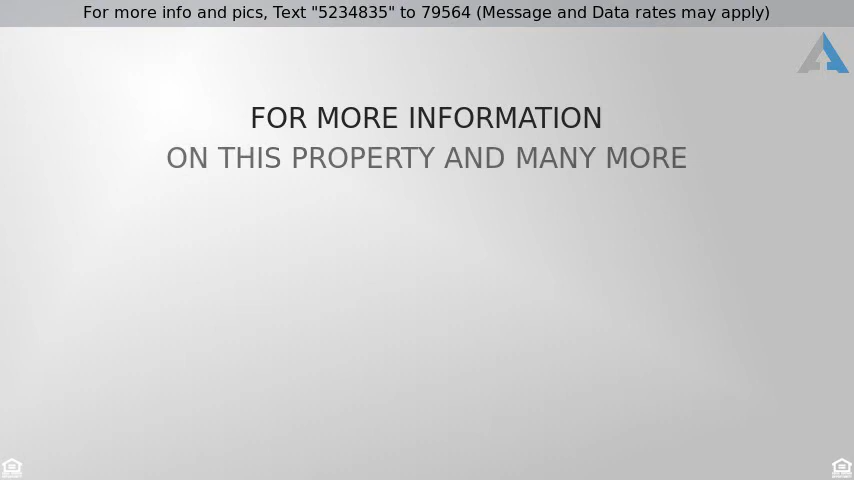 For more info and pics, Text "5234835" to 79564 (Message and Data rates may apply)
FOR MORE INFORMATION
ON THIS PROPERTY AND MANY MORE